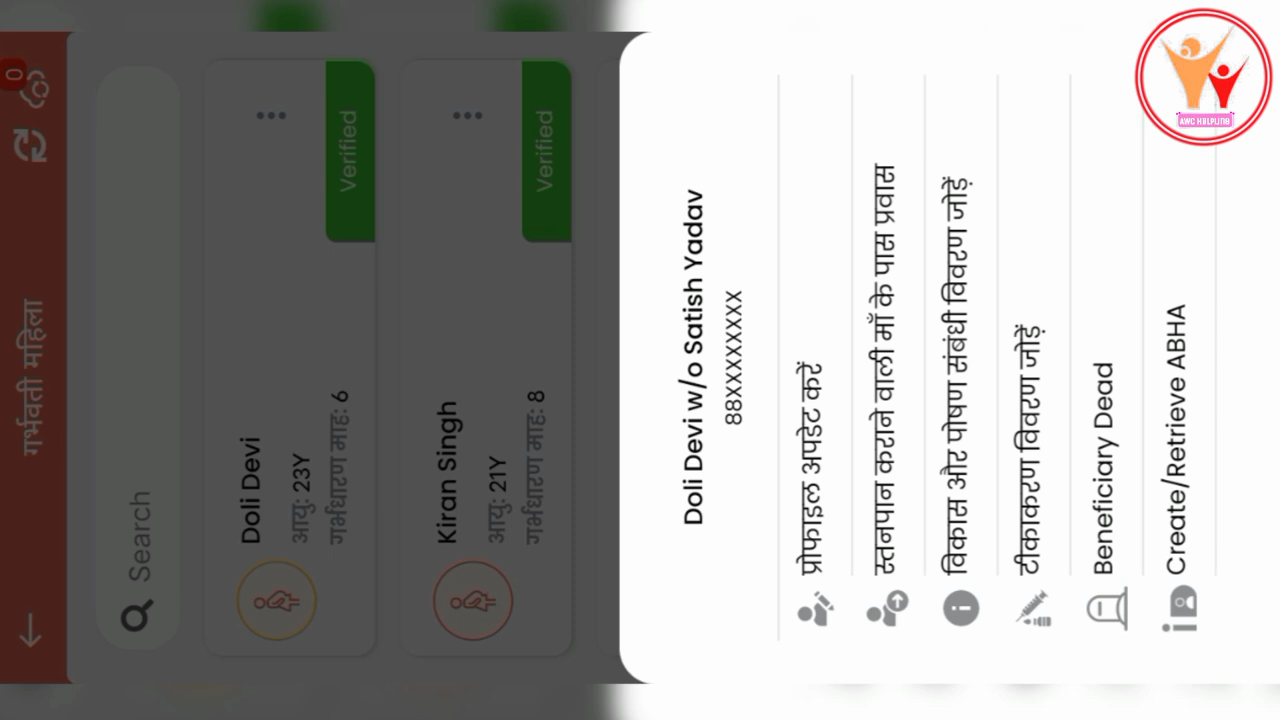 0
गर्भवती महिला
Search
Doli Devi
आयु: 23Y
गर्भधारण माह: 6
Verified
Kiran Singh
आयु: 21Y
गर्भधारण माह: 8
Verified
Doli Devi w/o Satish Yadav
88XXXXXXXX
प्रोफाइल अपडेट करें
स्तनपान कराने वाली माँ के पास प्रवास
विकास और पोषण संबंधी विवरण जोड़ें
टीकाकरण विवरण जोड़ें
Beneficiary Dead
Create/Retrieve ABHA
AWC HELPLINE